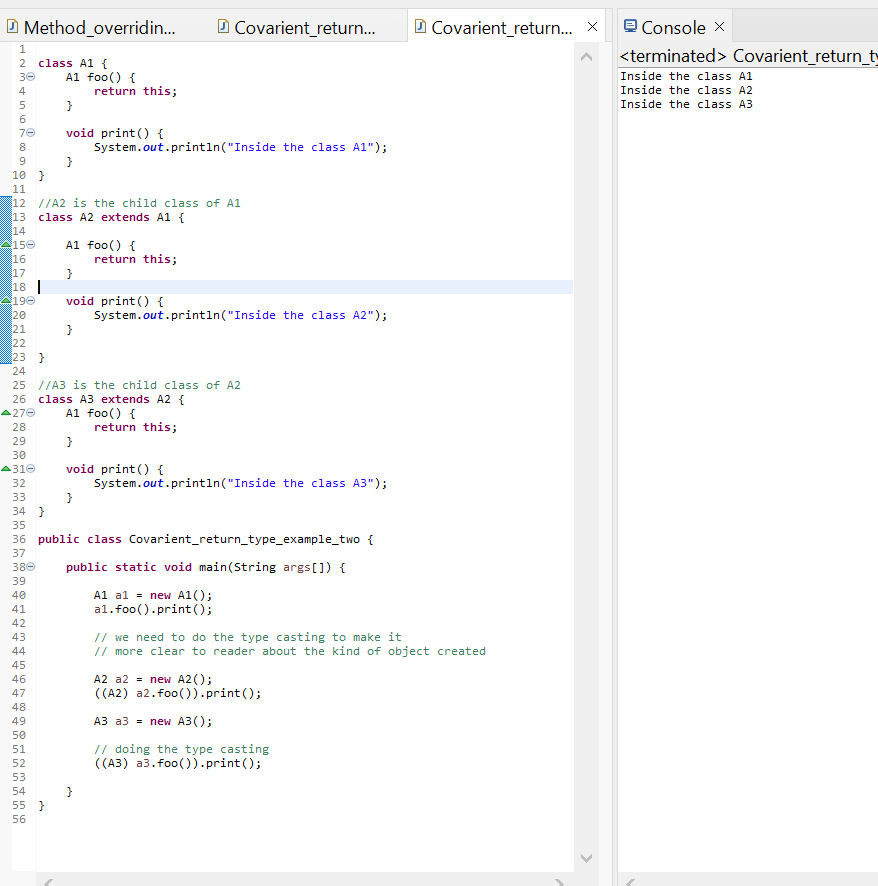 Method_overridin...
Covarient_return...
Covarient_return...
1
2 class A1 {
3 A1 foo() {
4 return this;
5 }
6
7 void print() {
8 System.out.println("Inside the class A1");
9 }
10 }
11
12 //A2 is the child class of A1
13 class A2 extends A1 {
14
15 A1 foo() {
16 return this;
17 }
18
19 void print() {
20 System.out.println("Inside the class A2");
21 }
22
23 }
24
25 //A3 is the child class of A2
26 class A3 extends A2 {
27 A1 foo() {
28 return this;
29 }
30
31 void print() {
32 System.out.println("Inside the class A3");
33 }
34 }
35
36 public class Covarient_return_type_example_two {
37
38 public static void main(String args[]) {
39
40 A1 a1 = new A1();
41 a1.foo().print();
42
43 // we need to do the type casting to make it
44 // more clear to reader about the kind of object created
45
46 A2 a2 = new A2();
47 ((A2) a2.foo()).print();
48
49 A3 a3 = new A3();
50
51 // doing the type casting
52 ((A3) a3.foo()).print();
53
54 }
55 }
56
Console
<terminated> Covarient_return_ty
Inside the class A1
Inside the class A2
Inside the class A3